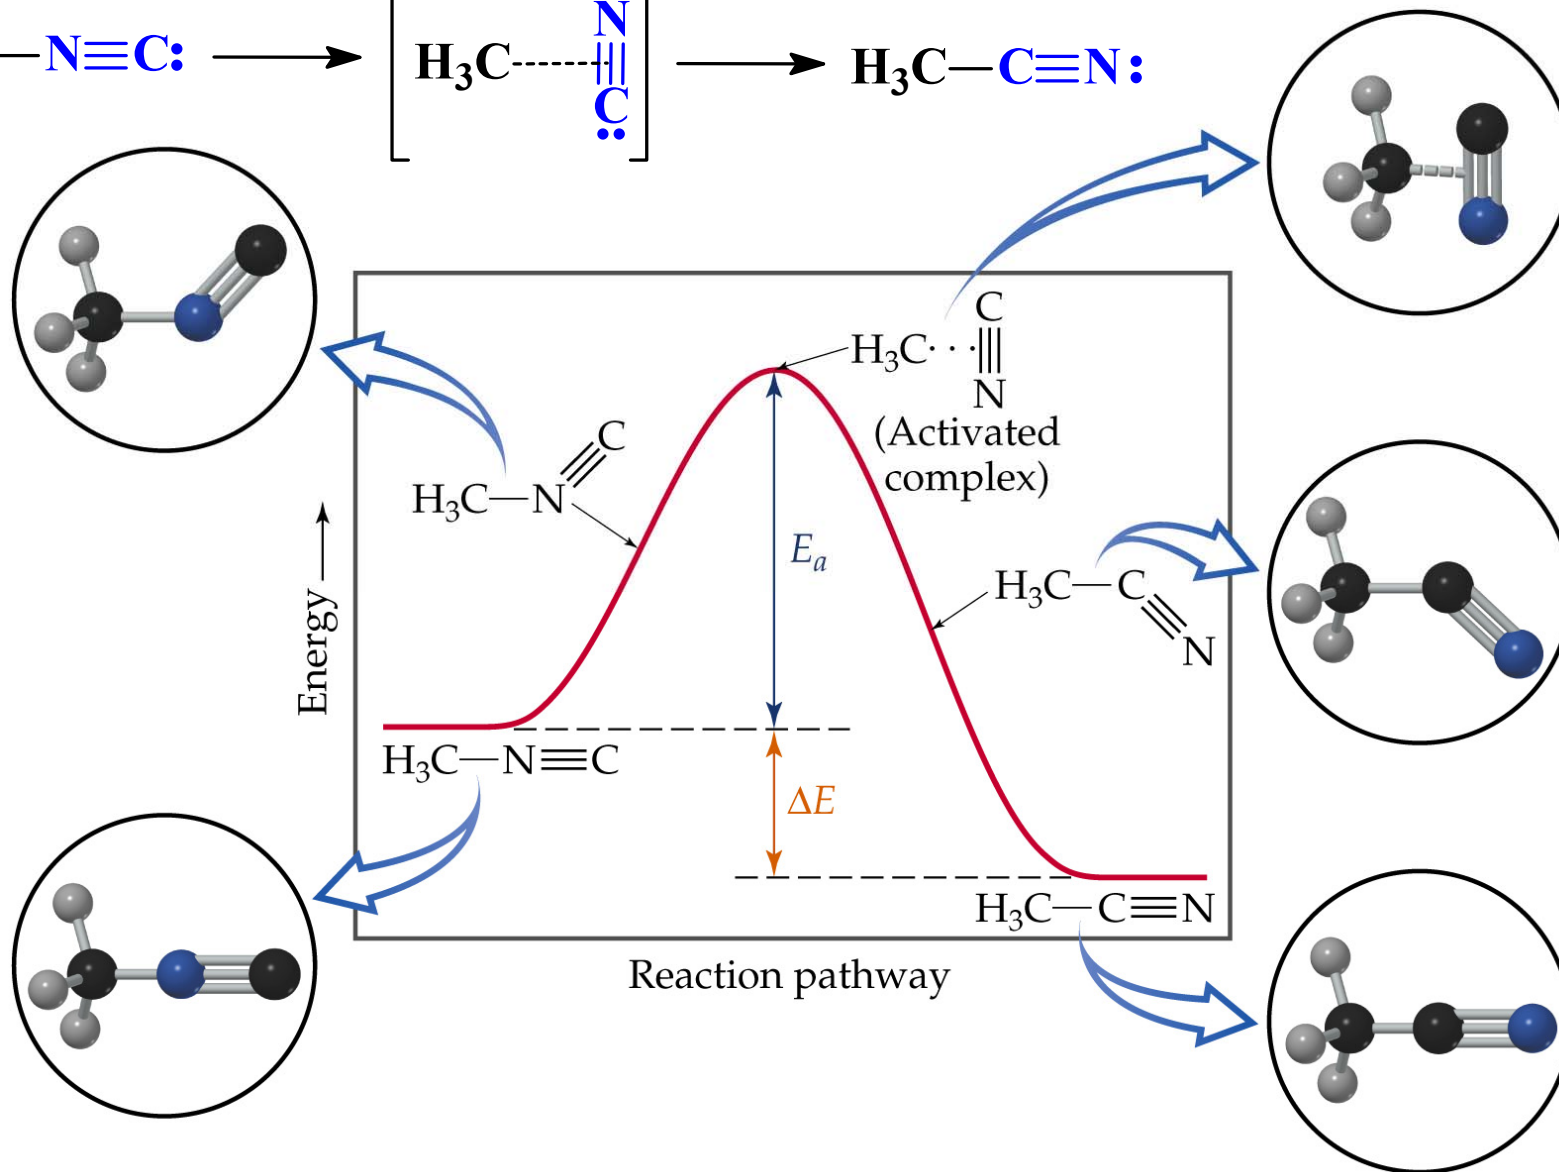 —N≡C:
H₃C
N
C
H₃C—C≡N:
C
H₃C···
N
(Activated
complex)
C
H₃C—N
Eₐ
H₃C—C
N
Energy
H₃C—N≡C
ΔE
H₃C—C≡N
Reaction pathway